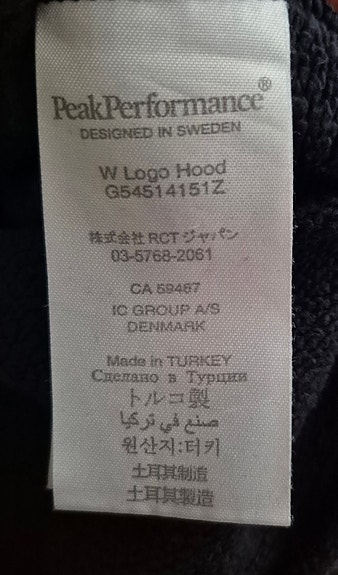 PeakPerformance®
DESIGNED IN SWEDEN
W Logo Hood
G54514151Z
株式会社 RCT ジャパン
03-5768-2061
CA 59467
IC GROUP A/S
DENMARK
Made in TURKEY
Сделано в Турции
トルコ製
صنع في تركيا
원산지:터키
土耳其制造
土耳其製造